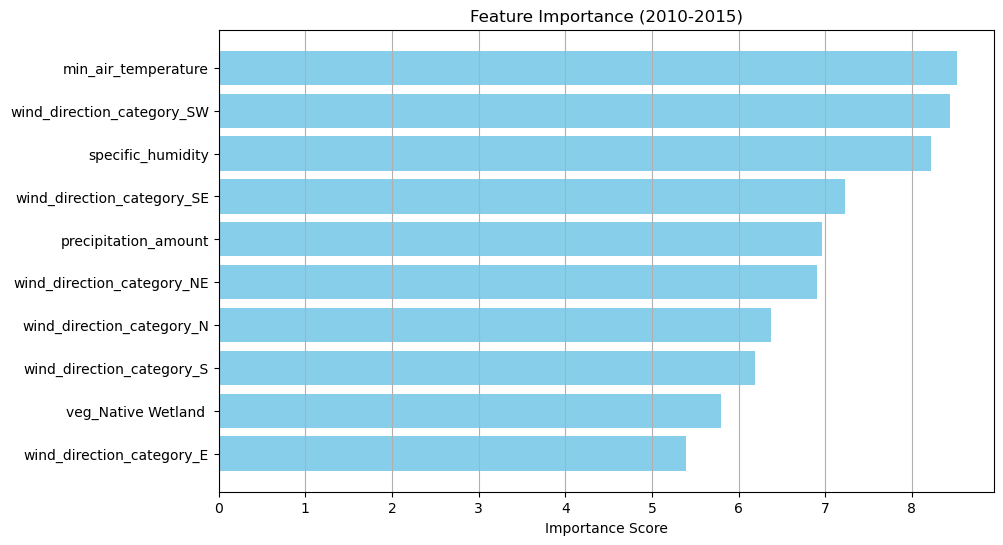 Feature Importance (2010-2015)
min_air_temperature
wind_direction_category_SW
specific_humidity
wind_direction_category_SE
precipitation_amount
wind_direction_category_NE
wind_direction_category_N
wind_direction_category_S
veg_Native Wetland
wind_direction_category_E
0 1 2 3 4 5 6 7 8
Importance Score